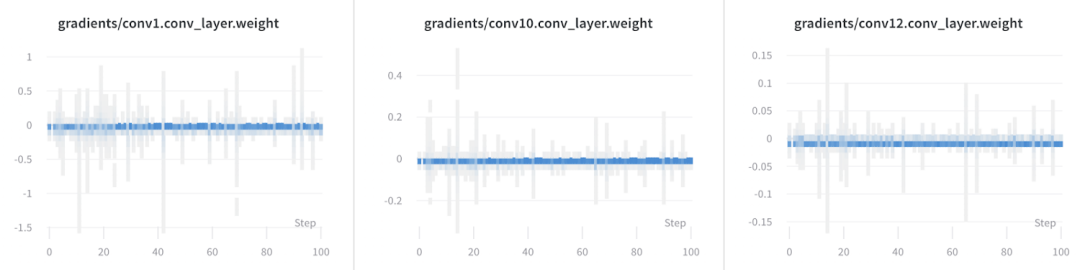 gradients/conv1.conv_layer.weight
1
0.5
0
-0.5
-1
-1.5
Step
0 20 40 60 80 100
gradients/conv10.conv_layer.weight
0.4
0.2
0
-0.2
Step
0 20 40 60 80 100
gradients/conv12.conv_layer.weight
0.15
0.1
0.05
0
-0.05
-0.1
-0.15
Step
0 20 40 60 80 100